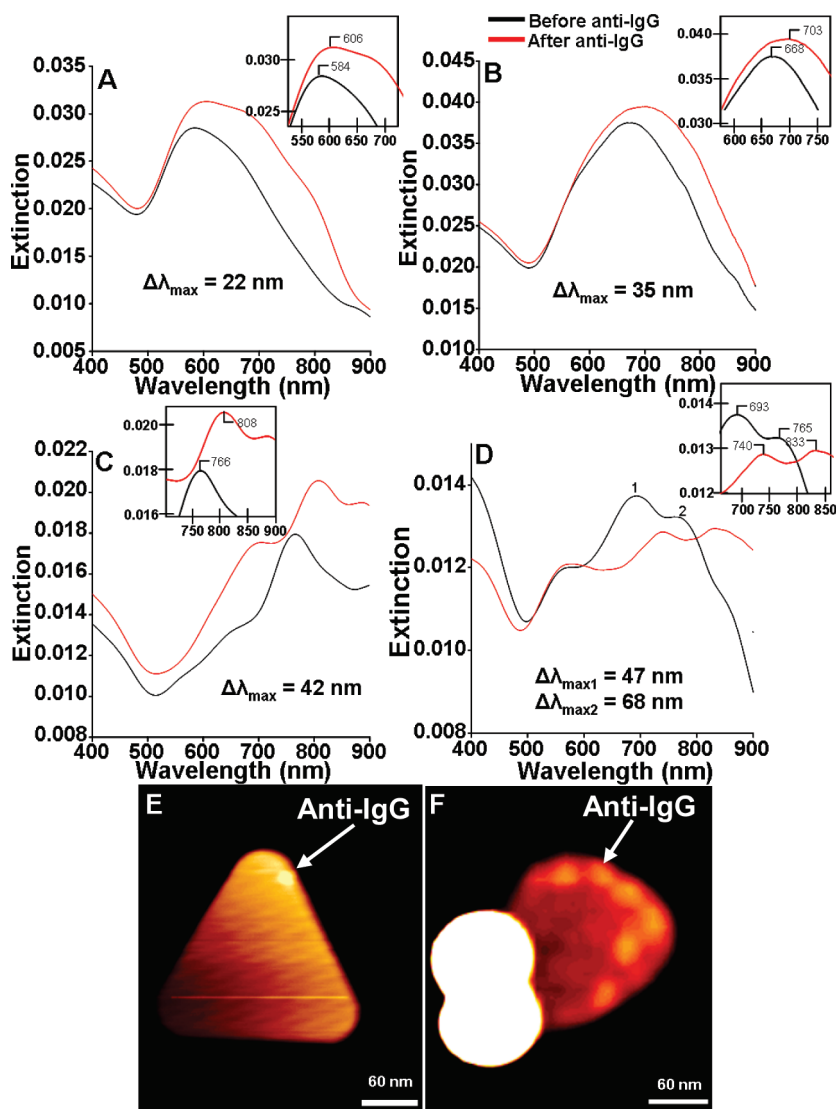 Before anti-IgG
After anti-IgG
A
0.035
0.030
0.025
0.020
0.015
0.010
0.005
400 500 600 700 800 900
Extinction
Wavelength (nm)
Δλmax = 22 nm
606
584
0.030
0.025
550 600 650 700
B
0.045
0.040
0.035
0.030
0.025
0.020
0.015
0.010
400 500 600 700 800 900
Extinction
Wavelength (nm)
Δλmax = 35 nm
703
668
0.040
0.037
0.033
0.030
600 650 700 750
C
0.022
0.020
0.018
0.016
0.014
0.012
0.010
0.008
400 500 600 700 800 900
Extinction
Wavelength (nm)
Δλmax = 42 nm
808
766
0.020
0.018
0.016
750 800 850 900
D
0.014
0.012
0.010
0.008
400 500 600 700 800 900
Extinction
Wavelength (nm)
1
2
Δλmax1 = 47 nm
Δλmax2 = 68 nm
693
765
740
833
0.014
0.013
0.012
700 750 800 850
E
Anti-IgG
60 nm
F
Anti-IgG
60 nm